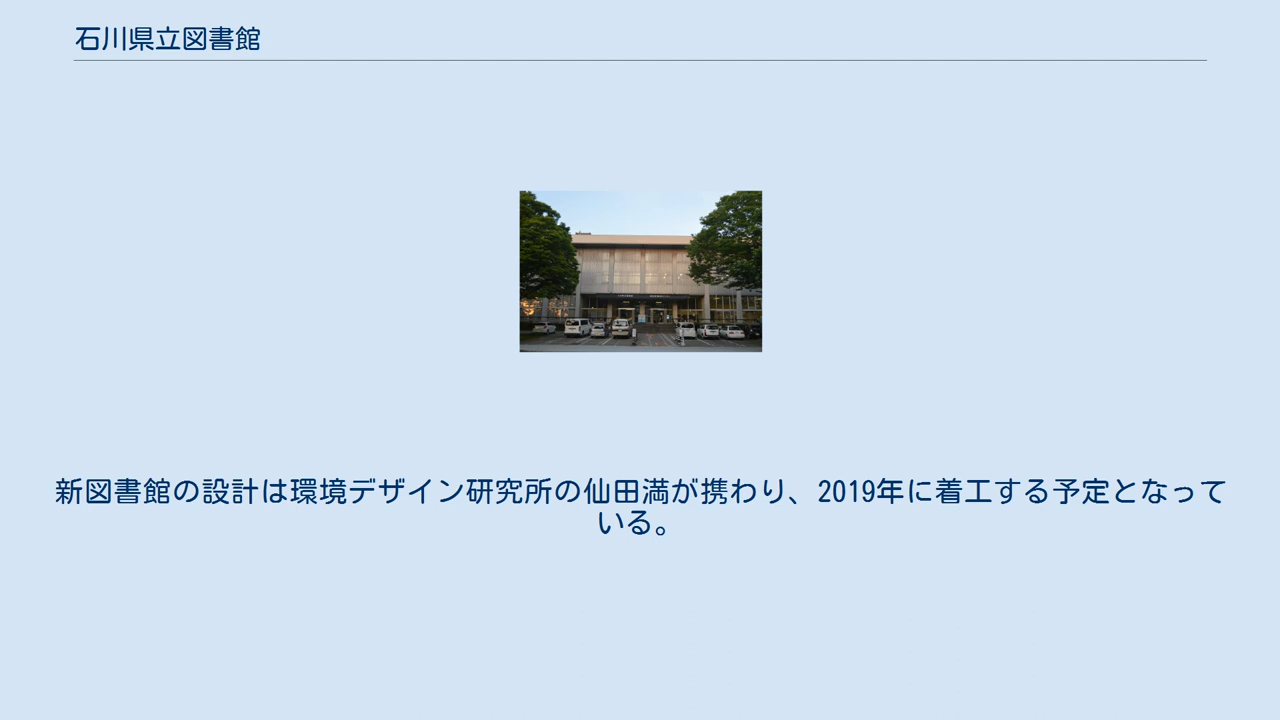 石川県立図書館
新図書館の設計は環境デザイン研究所の仙田満が携わり、2019年に着工する予定となって
いる。